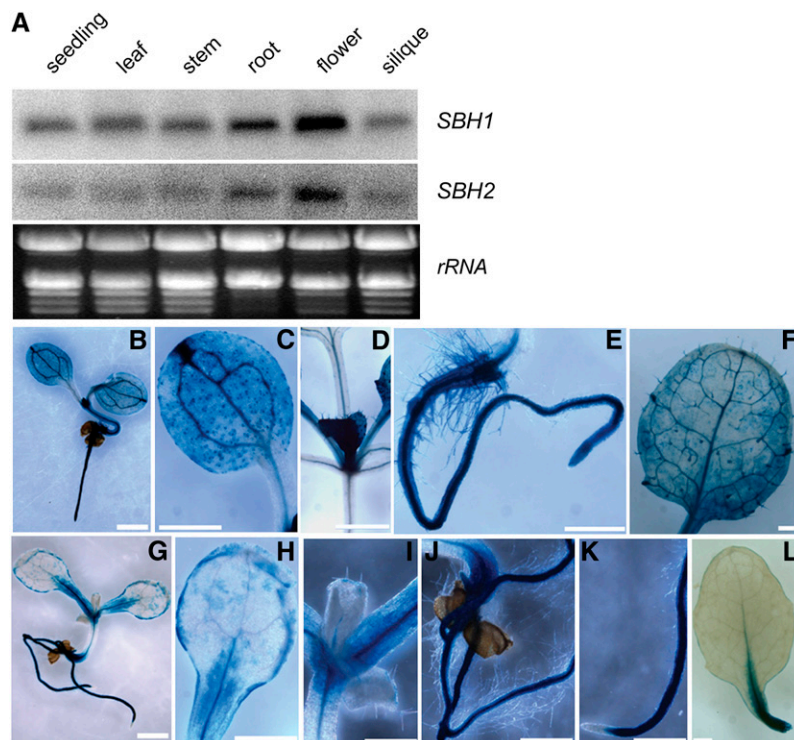 A
seedling leaf stem root flower silique
SBH1
SBH2
rRNA
B C D E F
G H I J K L